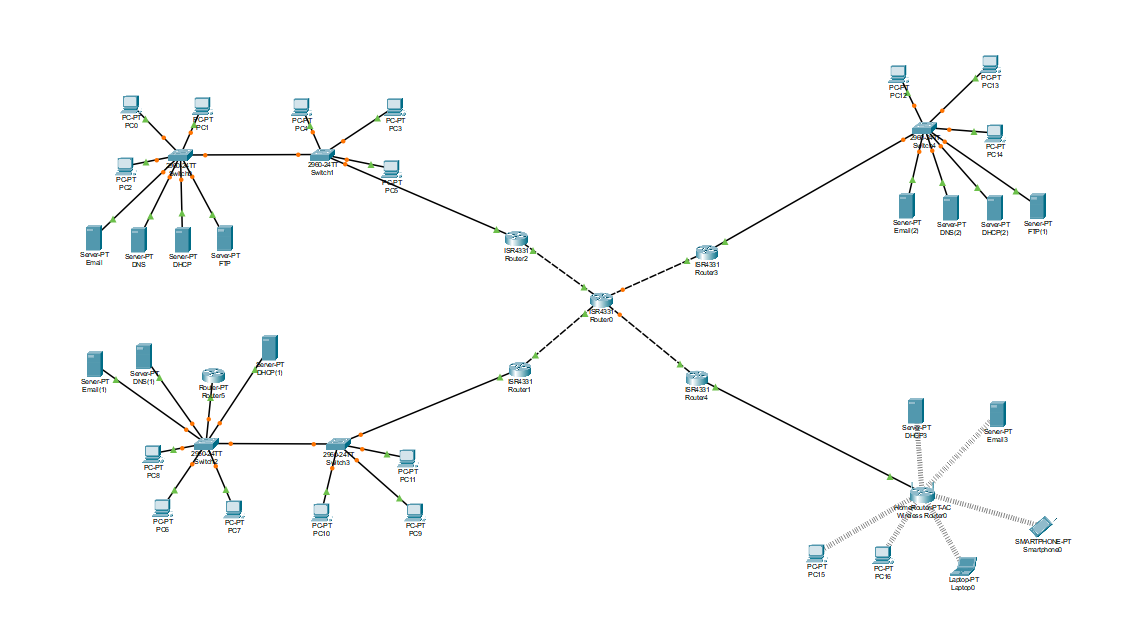 PC-PT
PC0
PC-PT
PC1
PC-PT
PC4
PC-PT
PC3
PC-PT
PC2
2960-24TT
2960-24TT
Switch1
PC-PT
PC5
Server-PT
Email
Server-PT
DNS
Server-PT
DHCP
Server-PT
FTP
ISR4331
Router2
PC-PT
PC12
PC-PT
PC13
2960-24TT
Switch4
PC-PT
PC14
Server-PT
Email(2)
Server-PT
DNS(2)
Server-PT
DHCP(2)
Server-PT
FTP(1)
ISR4331
Router3
ISR4331
Router0
Server-PT
Email(1)
Server-PT
DNS(1)
Router-PT
Router5
Server-PT
DHCP(1)
ISR4331
Router1
ISR4331
Router4
2960-24TT
Switch2
2960-24TT
Switch3
PC-PT
PC8
PC-PT
PC11
PC-PT
PC6
PC-PT
PC7
PC-PT
PC10
PC-PT
PC9
Server-PT
DHCP3
Server-PT
Email3
HomeRouter-PT-AC
Wireless Router0
SMARTPHONE-PT
Smartphone0
PC-PT
PC15
PC-PT
PC16
Laptop-PT
Laptop0